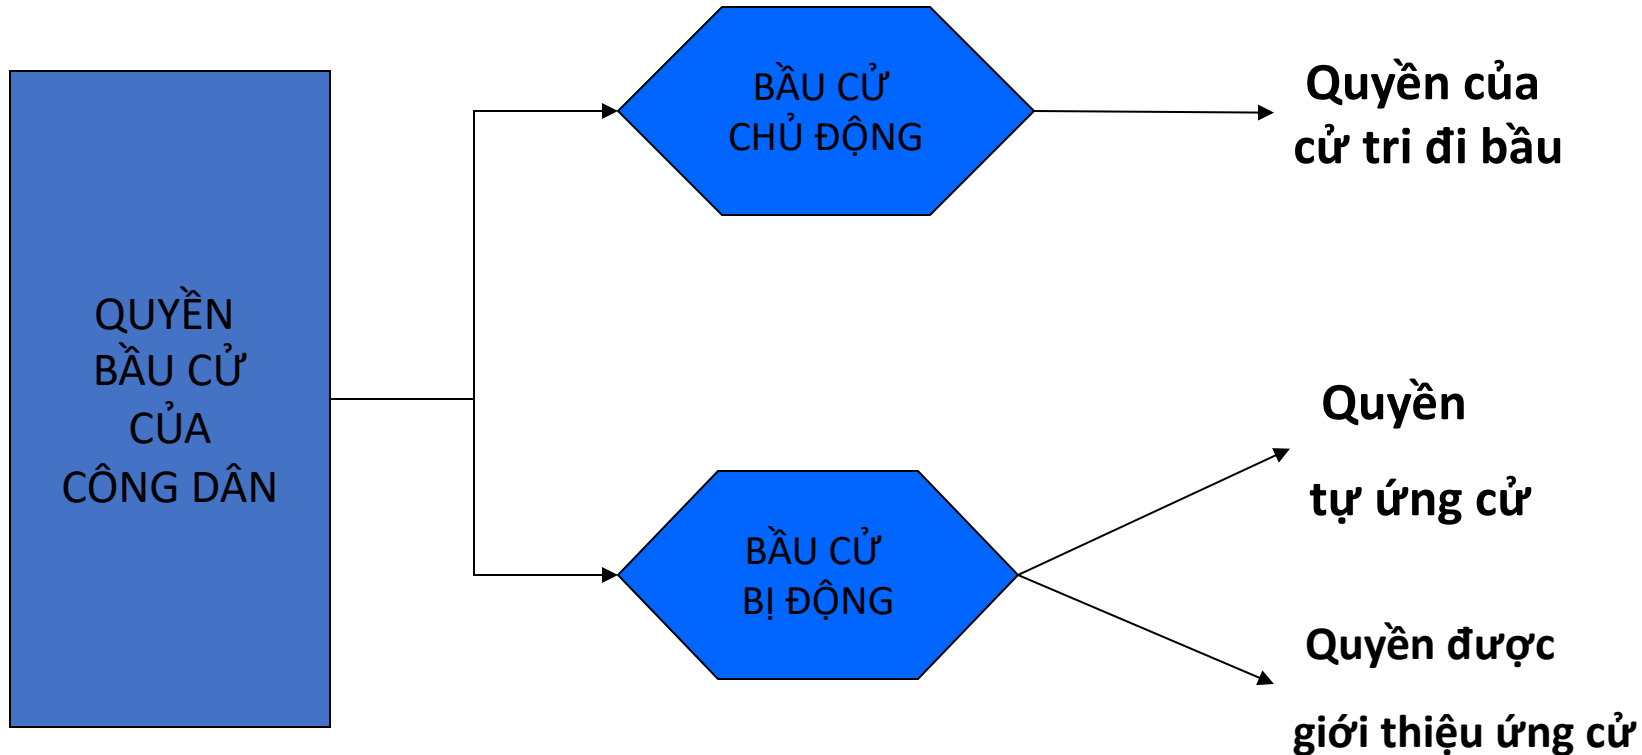 QUYỀN
BẦU CỬ
CỦA
CÔNG DÂN
BẦU CỬ
CHỦ ĐỘNG
Quyền của
cử tri đi bầu
BẦU CỬ
BỊ ĐỘNG
Quyền
tự ứng cử
Quyền được
giới thiệu ứng cử